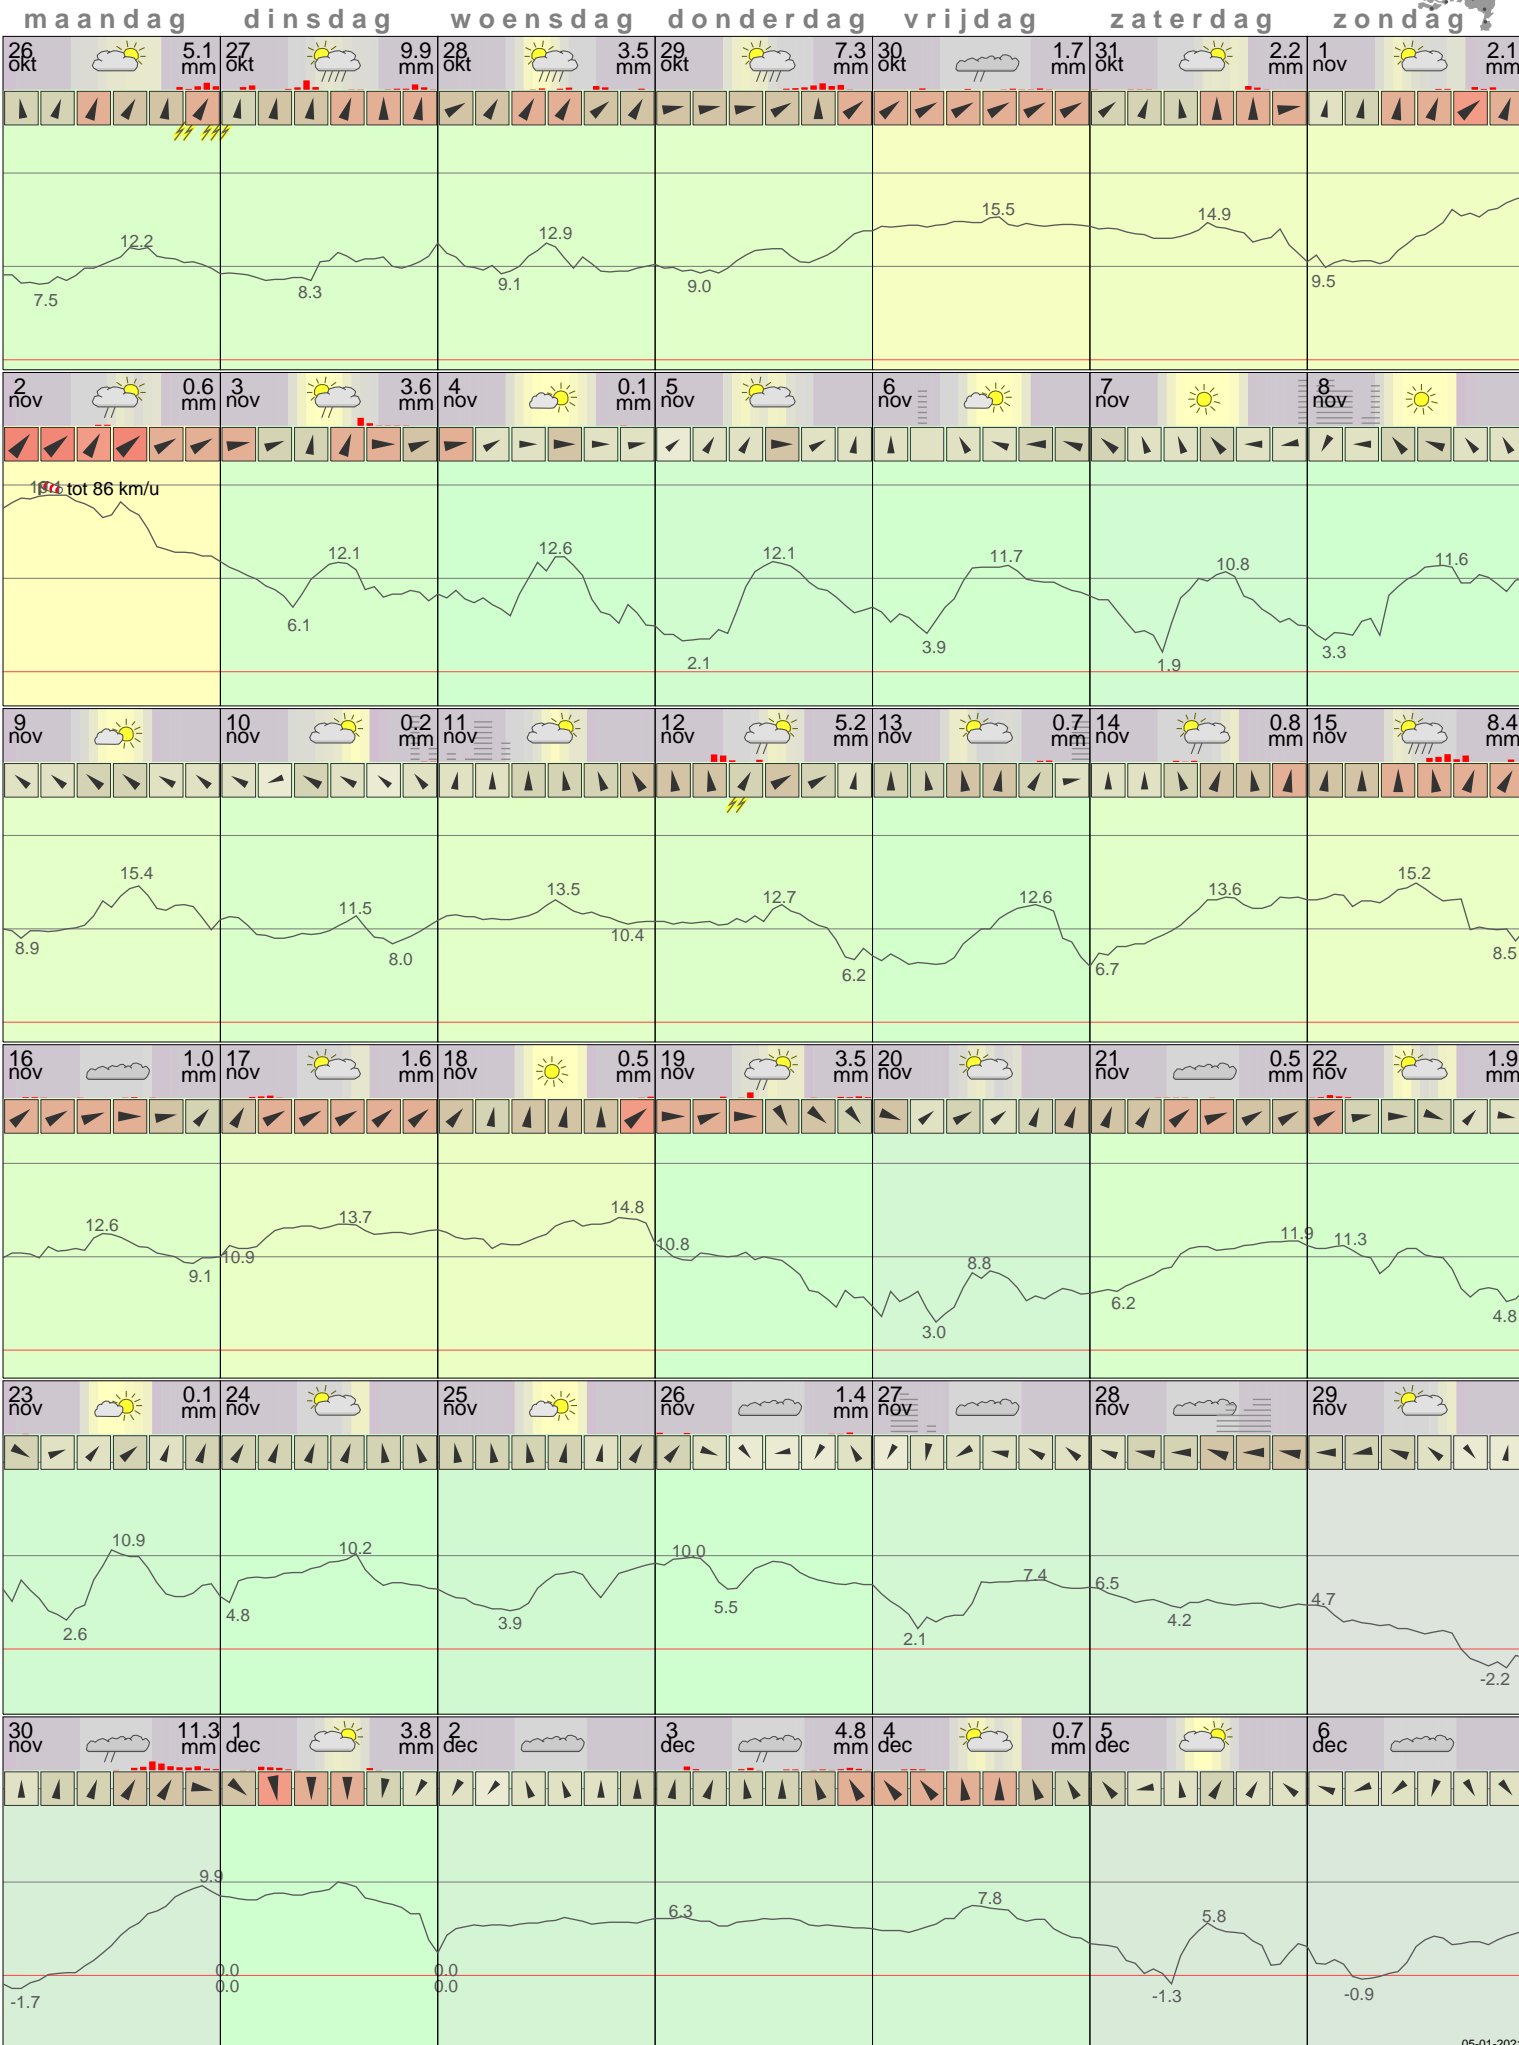 maandag dinsdag woensdag donderdag vrijdag zaterdag zondag
26 5.1 27 9.9 28 3.5 29 7.3 30 1.7 31 2.2 1 2.1
okt mm okt mm okt mm okt mm okt mm okt mm nov mm
12.2 12.9 15.5 14.9
7.5 8.3 9.1 9.0 9.5
2 0.6 3 3.6 4 0.1 5 6 7 8
nov mm nov mm nov mm nov nov nov nov
tot 86 km/u
12.1 12.6 12.1 11.7 10.8 11.6
6.1 2.1 3.9 1.9 3.3
9 10 0.2 11 12 5.2 13 0.7 14 0.8 15 8.4
nov nov mm nov nov mm nov mm nov mm nov mm
15.4 11.5 13.5 12.7 12.6 13.6 15.2
8.9 8.0 10.4 6.2 6.7 8.5
16 1.0 17 1.6 18 0.5 19 3.5 20 21 0.5 22 1.9
nov mm nov mm nov mm nov mm nov nov mm nov mm
12.6 13.7 14.8 10.8 8.8 11.9 11.3
9.1 10.9 3.0 6.2 4.8
23 0.1 24 25 26 1.4 27 28 29
nov mm nov nov nov mm nov nov nov
10.9 10.2 10.0 7.4 6.5 4.7
2.6 4.8 3.9 5.5 2.1 4.2 -2.2
30 11.3 1 3.8 2 3 4.8 4 0.7 5 6
nov mm dec mm dec dec mm dec mm dec dec
9.9 6.3 7.8 5.8
0.0 0.0
0.0 0.0
-1.7 -1.3 -0.9